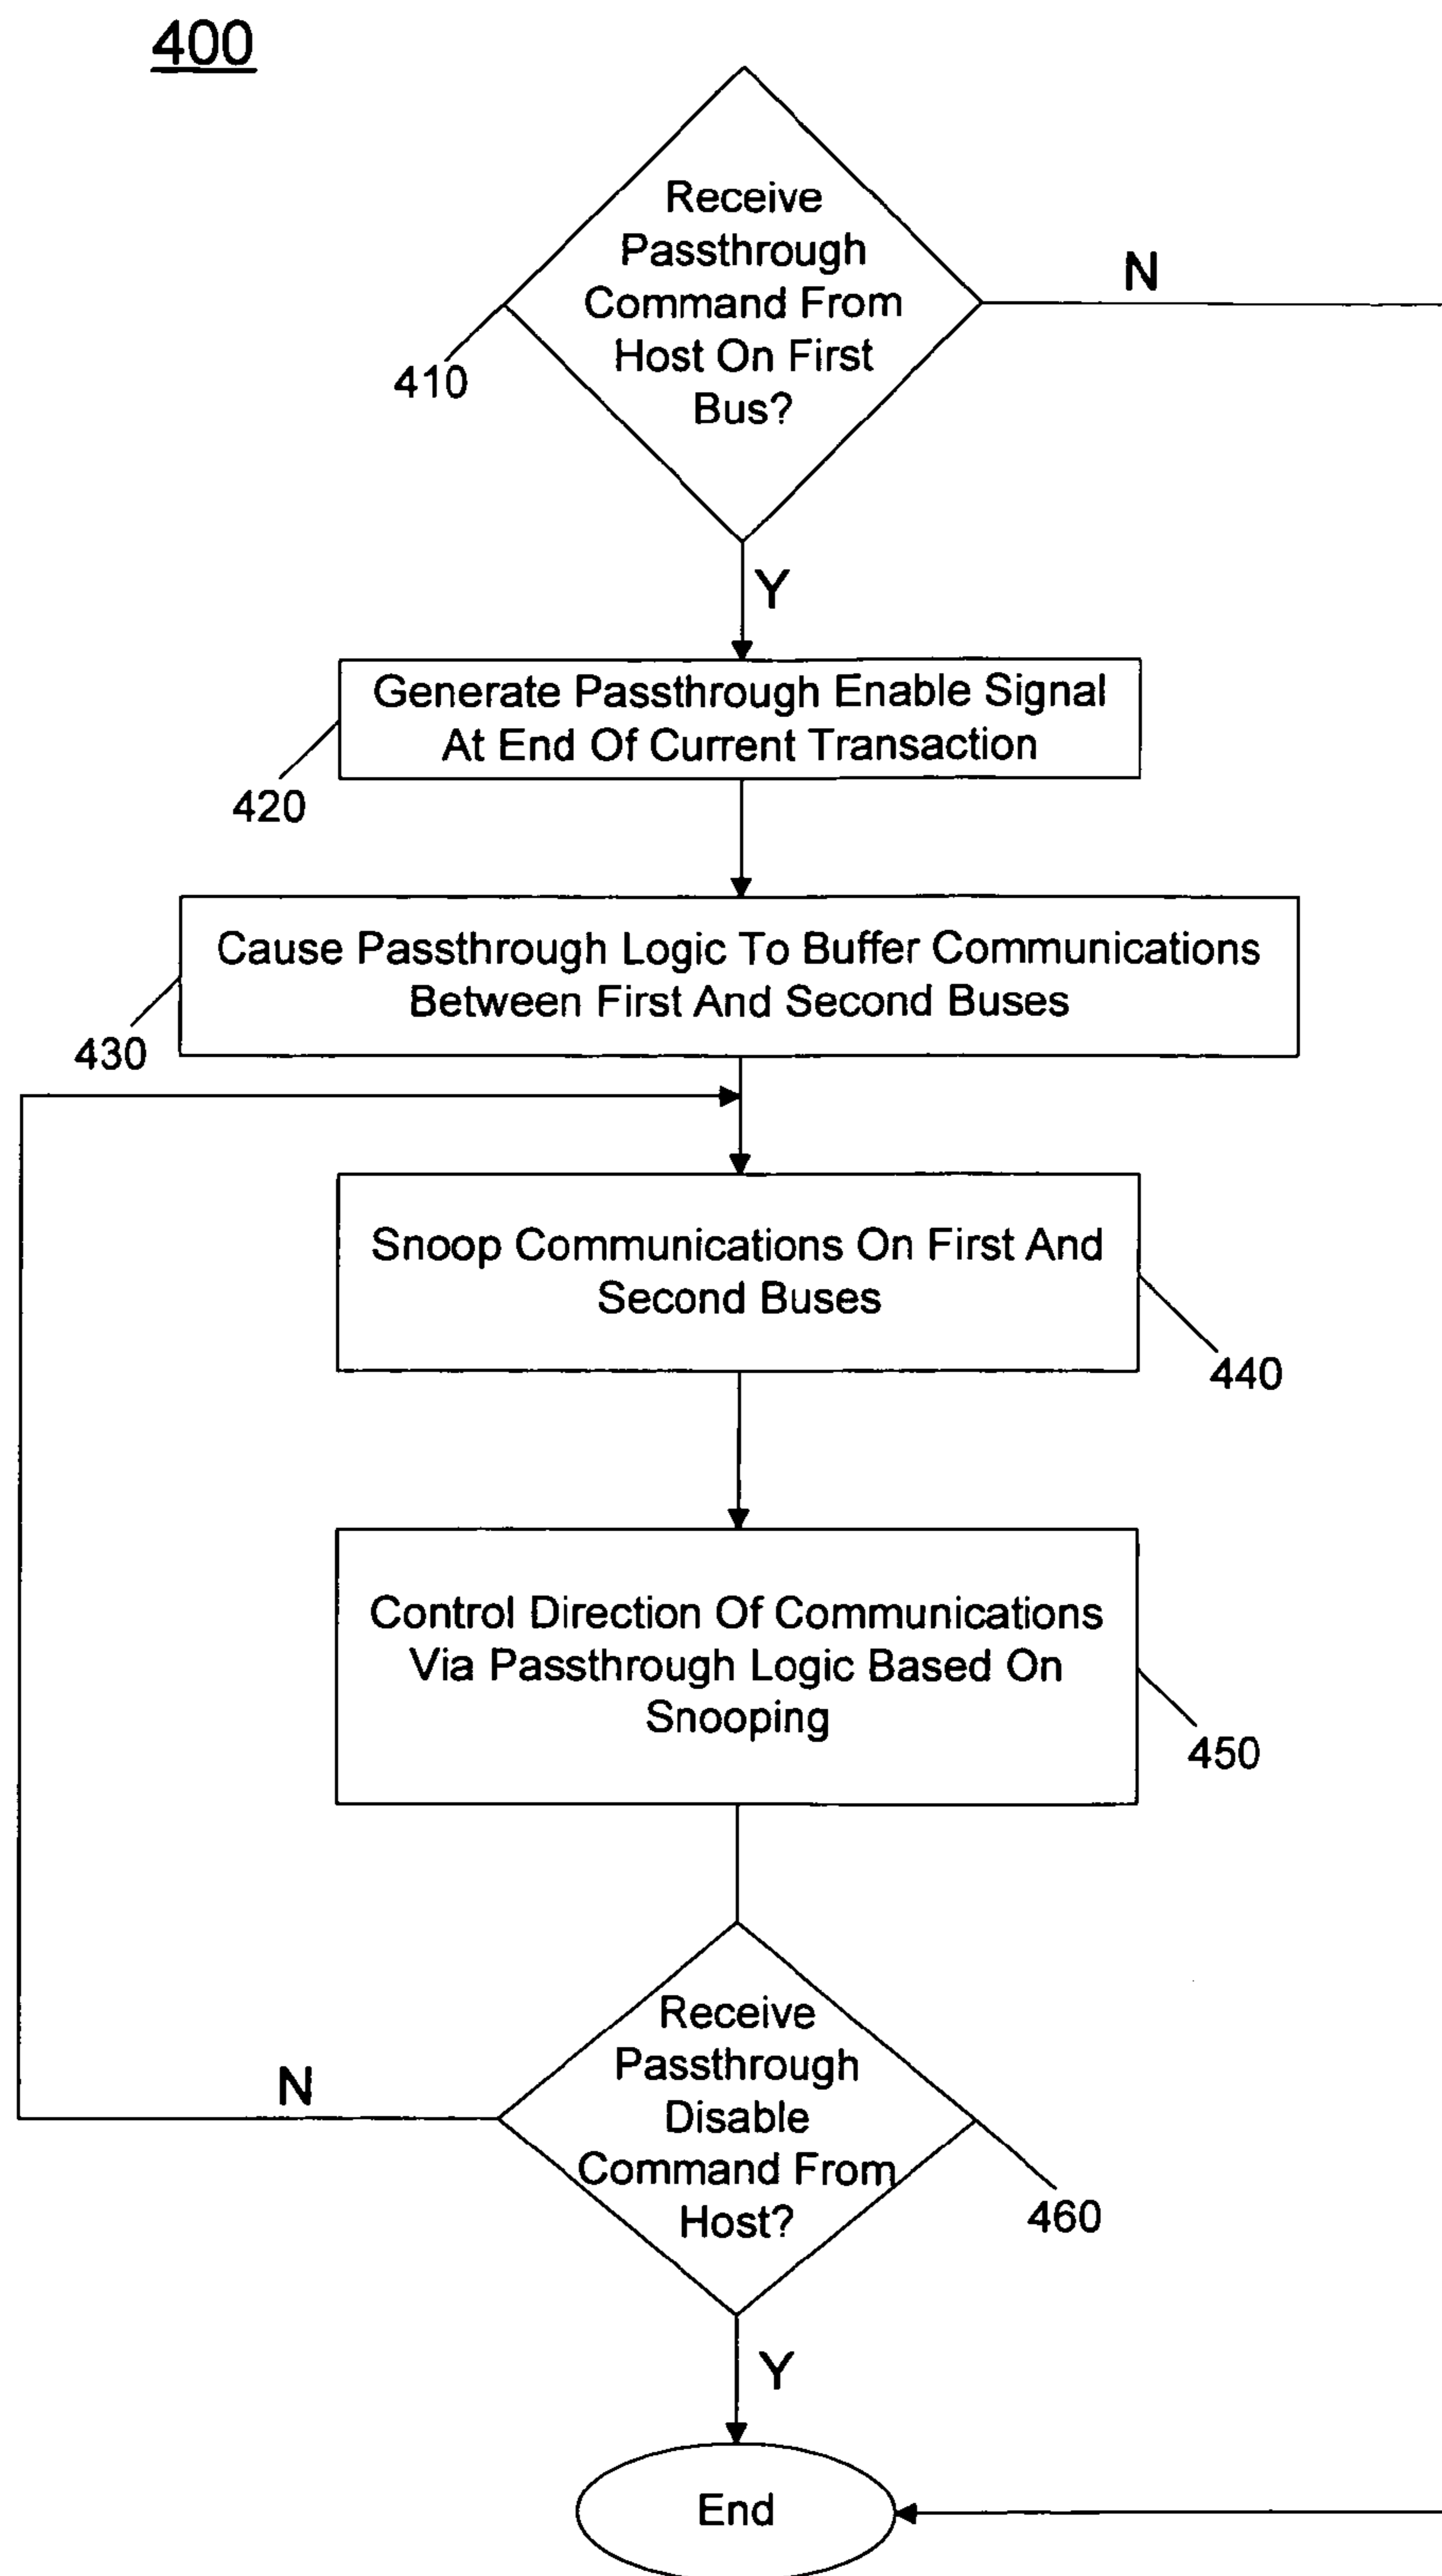 400
Receive
Passthrough
Command From
Host On First
Bus?
N
410
Y
Generate Passthrough Enable Signal
At End Of Current Transaction
420
Cause Passthrough Logic To Buffer Communications
Between First And Second Buses
430
Snoop Communications On First And
Second Buses
440
Control Direction Of Communications
Via Passthrough Logic Based On
Snooping
450
Receive
Passthrough
Disable
Command From
Host?
N
460
Y
End